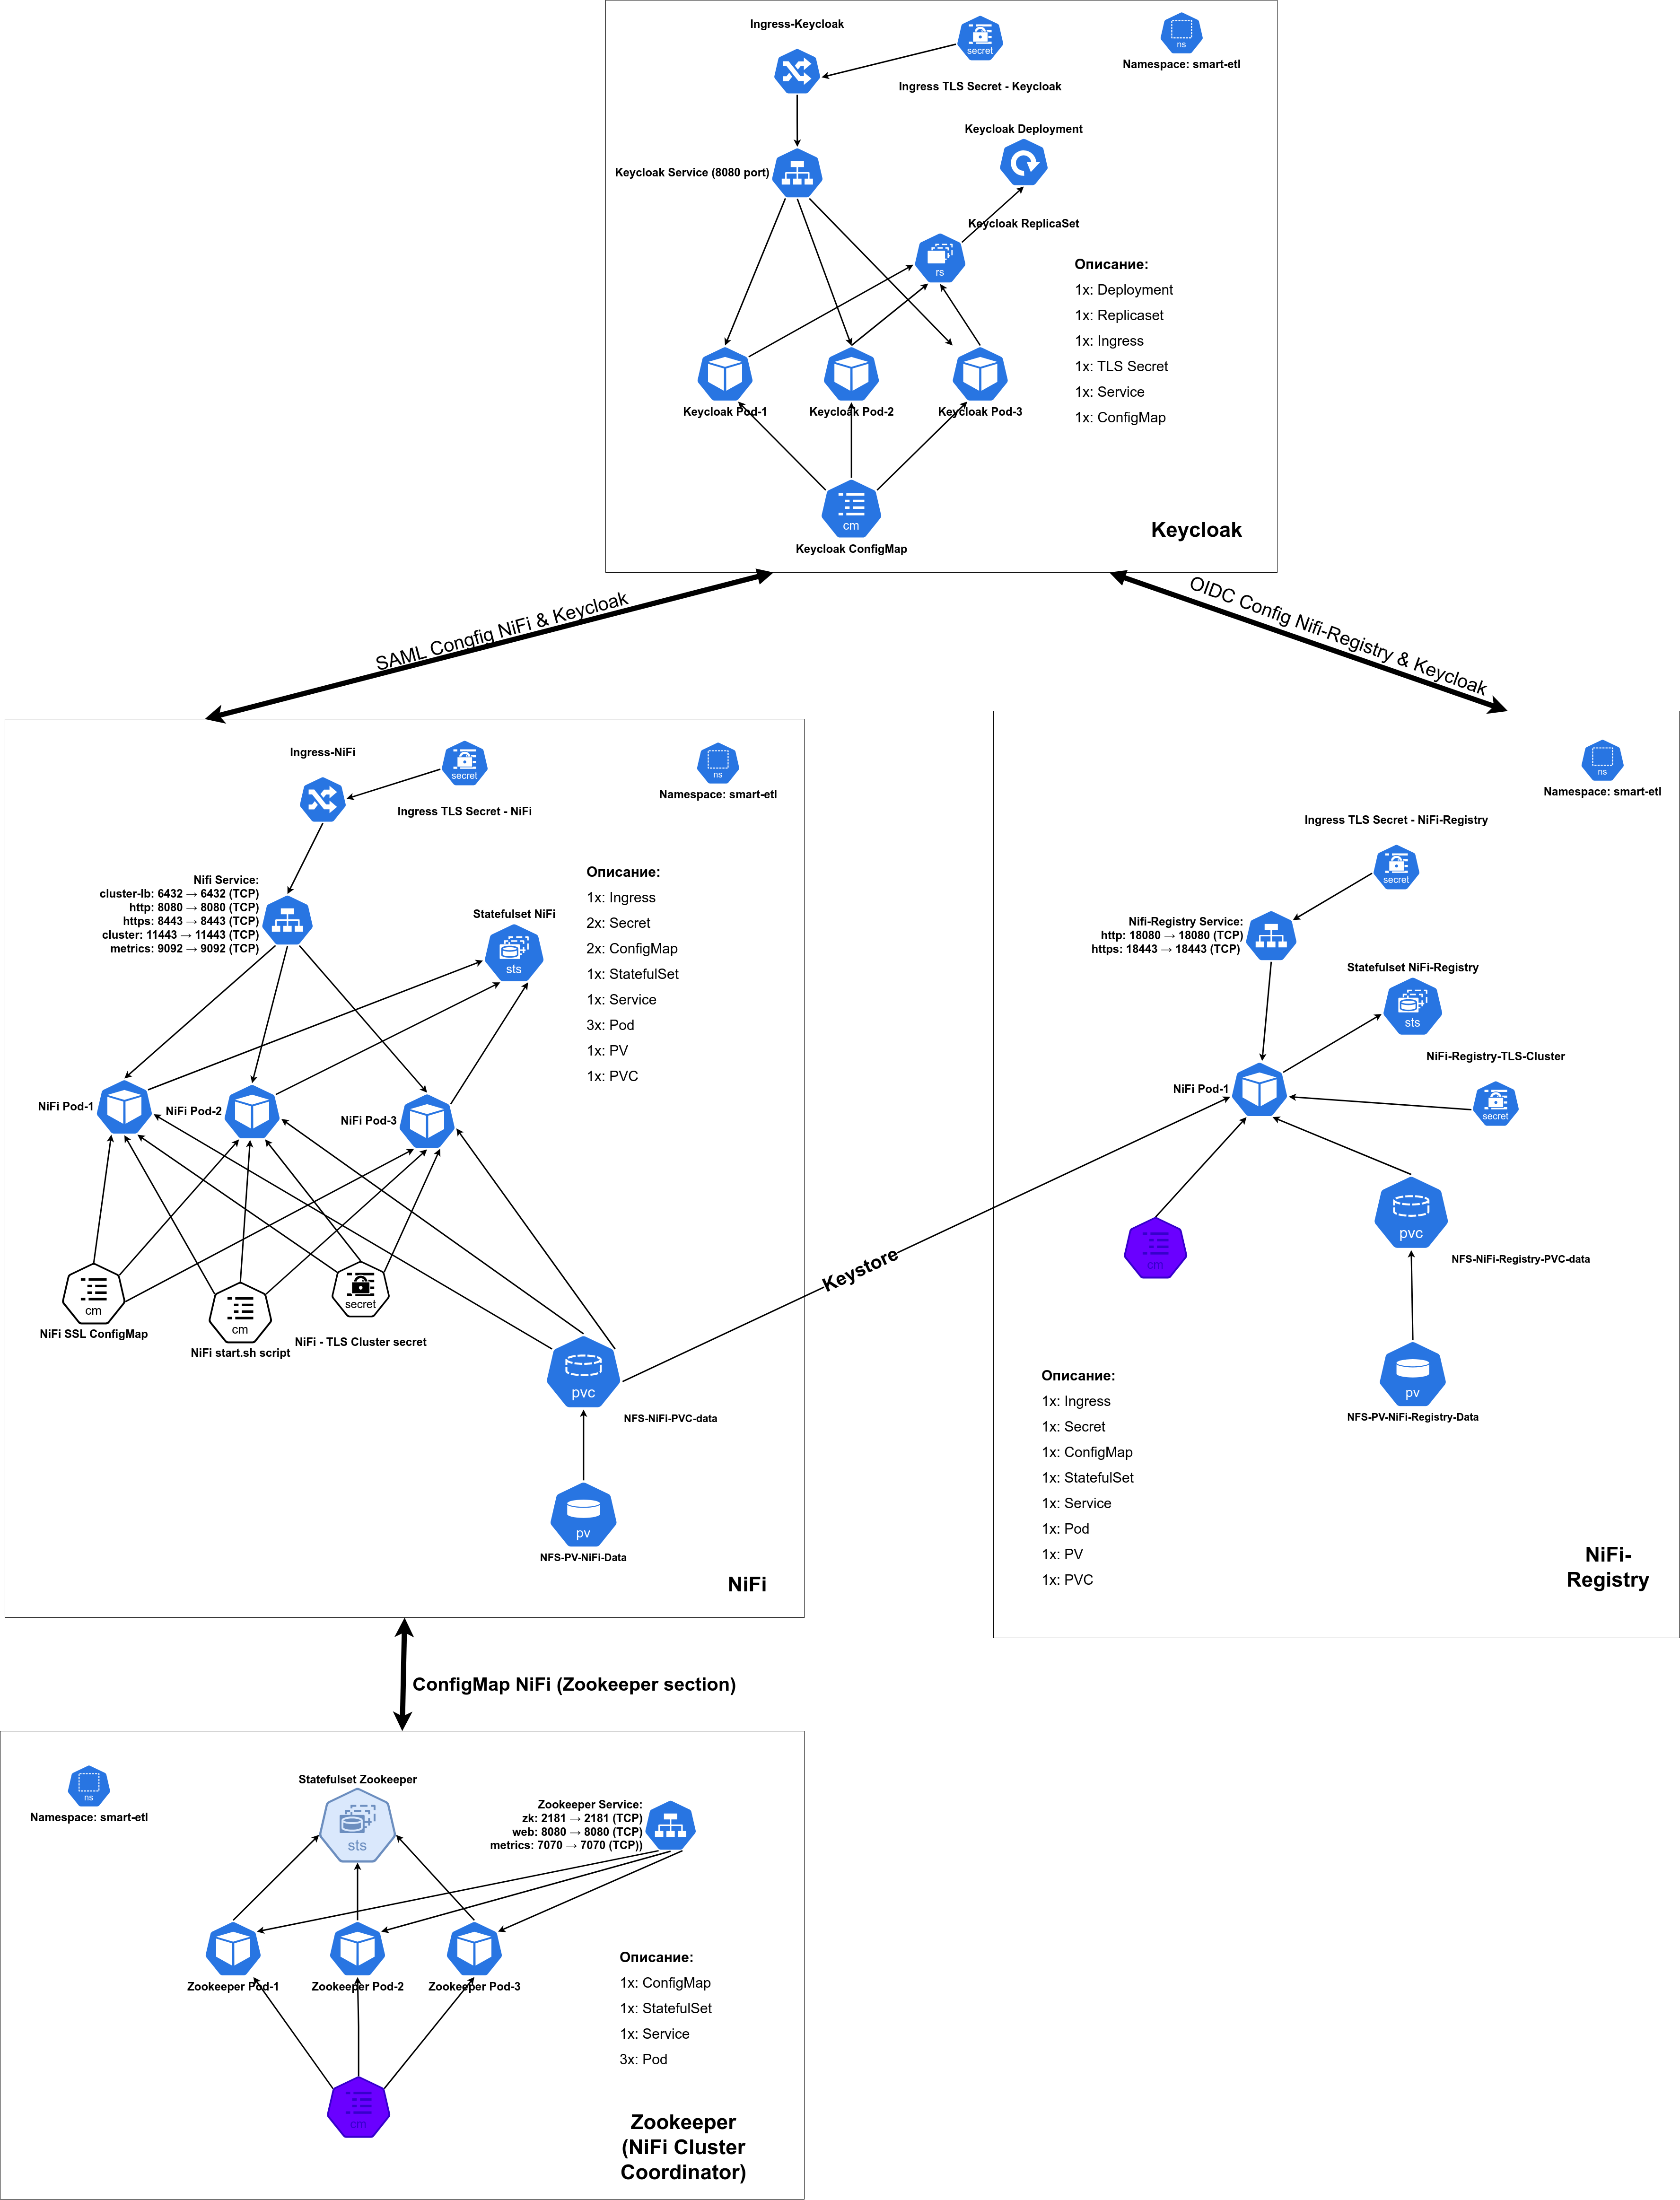 Ingress-Keycloak
secret
Ingress TLS Secret - Keycloak
ns
Namespace: smart-etl
Keycloak Deployment
Keycloak Service (8080 port)
Keycloak ReplicaSet
rs
Описание:
1x: Deployment
1x: Replicaset
1x: Ingress
1x: TLS Secret
1x: Service
1x: ConfigMap
Keycloak Pod-1
Keycloak Pod-2
Keycloak Pod-3
cm
Keycloak ConfigMap
Keycloak
SAML Congfig NiFi & Keycloak
OIDC Config Nifi-Registry & Keycloak
Ingress-NiFi
secret
Ingress TLS Secret - NiFi
ns
Namespace: smart-etl
Nifi Service:
cluster-lb: 6432 → 6432 (TCP)
http: 8080 → 8080 (TCP)
https: 8443 → 8443 (TCP)
cluster: 11443 → 11443 (TCP)
metrics: 9092 → 9092 (TCP)
Statefulset NiFi
sts
Описание:
1x: Ingress
2x: Secret
2x: ConfigMap
1x: StatefulSet
1x: Service
3x: Pod
1x: PV
1x: PVC
NiFi Pod-1
NiFi Pod-2
NiFi Pod-3
cm
NiFi SSL ConfigMap
cm
NiFi start.sh script
secret
NiFi - TLS Cluster secret
pvc
NFS-NiFi-PVC-data
pv
NFS-PV-NiFi-Data
NiFi
Keystore
ns
Namespace: smart-etl
Ingress TLS Secret - NiFi-Registry
secret
Nifi-Registry Service:
http: 18080 → 18080 (TCP)
https: 18443 → 18443 (TCP)
Statefulset NiFi-Registry
sts
NiFi-Registry-TLS-Cluster
secret
NiFi Pod-1
cm
pvc
NFS-NiFi-Registry-PVC-data
pv
NFS-PV-NiFi-Registry-Data
Описание:
1x: Ingress
1x: Secret
1x: ConfigMap
1x: StatefulSet
1x: Service
1x: Pod
1x: PV
1x: PVC
NiFi-
Registry
ConfigMap NiFi (Zookeeper section)
ns
Namespace: smart-etl
Statefulset Zookeeper
sts
Zookeeper Service:
zk: 2181 → 2181 (TCP)
web: 8080 → 8080 (TCP)
metrics: 7070 → 7070 (TCP))
Zookeeper Pod-1
Zookeeper Pod-2
Zookeeper Pod-3
cm
Описание:
1x: ConfigMap
1x: StatefulSet
1x: Service
3x: Pod
Zookeeper
(NiFi Cluster
Coordinator)